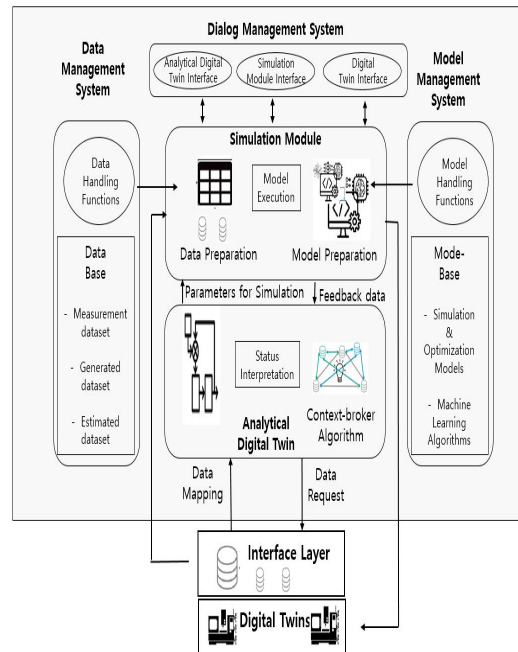 Dialog Management System
Data
Management
System
Analytical Digital
Twin Interface
Simulation
Module Interface
Digital
Twin Interface
Model
Management
System
Data
Handling
Functions
Data
Base
- Measurement
dataset
- Generated
dataset
- Estimated
dataset
Simulation Module
Model
Execution
Data Preparation
Model Preparation
Parameters for Simulation
Feedback data
Status
Interpretation
Analytical
Digital Twin
Context-broker
Algorithm
Model
Handling
Functions
Mode-
Base
- Simulation
&
Optimization
Models
- Machine
Learning
Algorithms
Data
Mapping
Data
Request
Interface Layer
Digital Twins